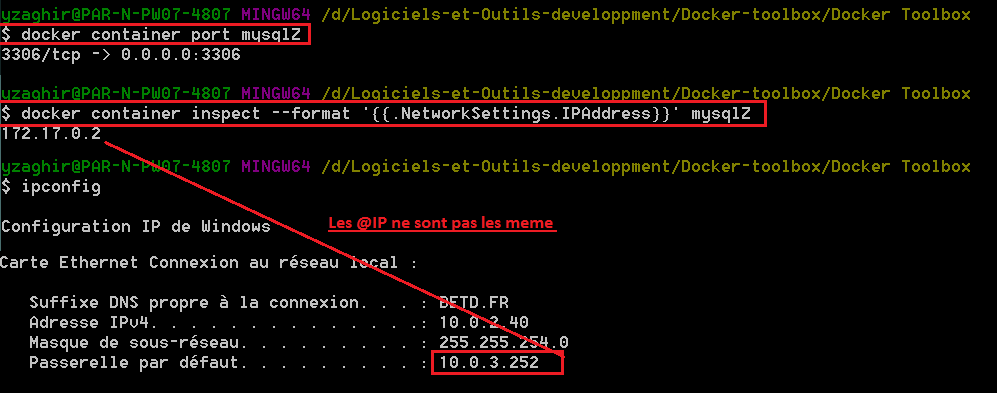 yzaghir@PAR-N-PW07-4807 MINGW64 /d/Logiciels-et-Outils-developpment/Docker-toolbox/Docker Toolbox
$ docker container port mysqlZ
3306/tcp -> 0.0.0.0:3306
yzaghir@PAR-N-PW07-4807 MINGW64 /d/Logiciels-et-Outils-developpment/Docker-toolbox/Docker Toolbox
$ docker container inspect --format '{{.NetworkSettings.IPAddress}}' mysqlZ
172.17.0.2
yzaghir@PAR-N-PW07-4807 MINGW64 /d/Logiciels-et-Outils-developpment/Docker-toolbox/Docker Toolbox
$ ipconfig
Les @IP ne sont pas les meme
Configuration IP de Windows
Carte Ethernet Connexion au réseau local :
Suffixe DNS propre à la connexion. . . : BETD.FR
Adresse IPv4. . . . . . . . . . . . . .: 10.0.2.40
Masque de sous-réseau. . . . . . . . . : 255.255.254.0
Passerelle par défaut. . . . . . . . . : 10.0.3.252